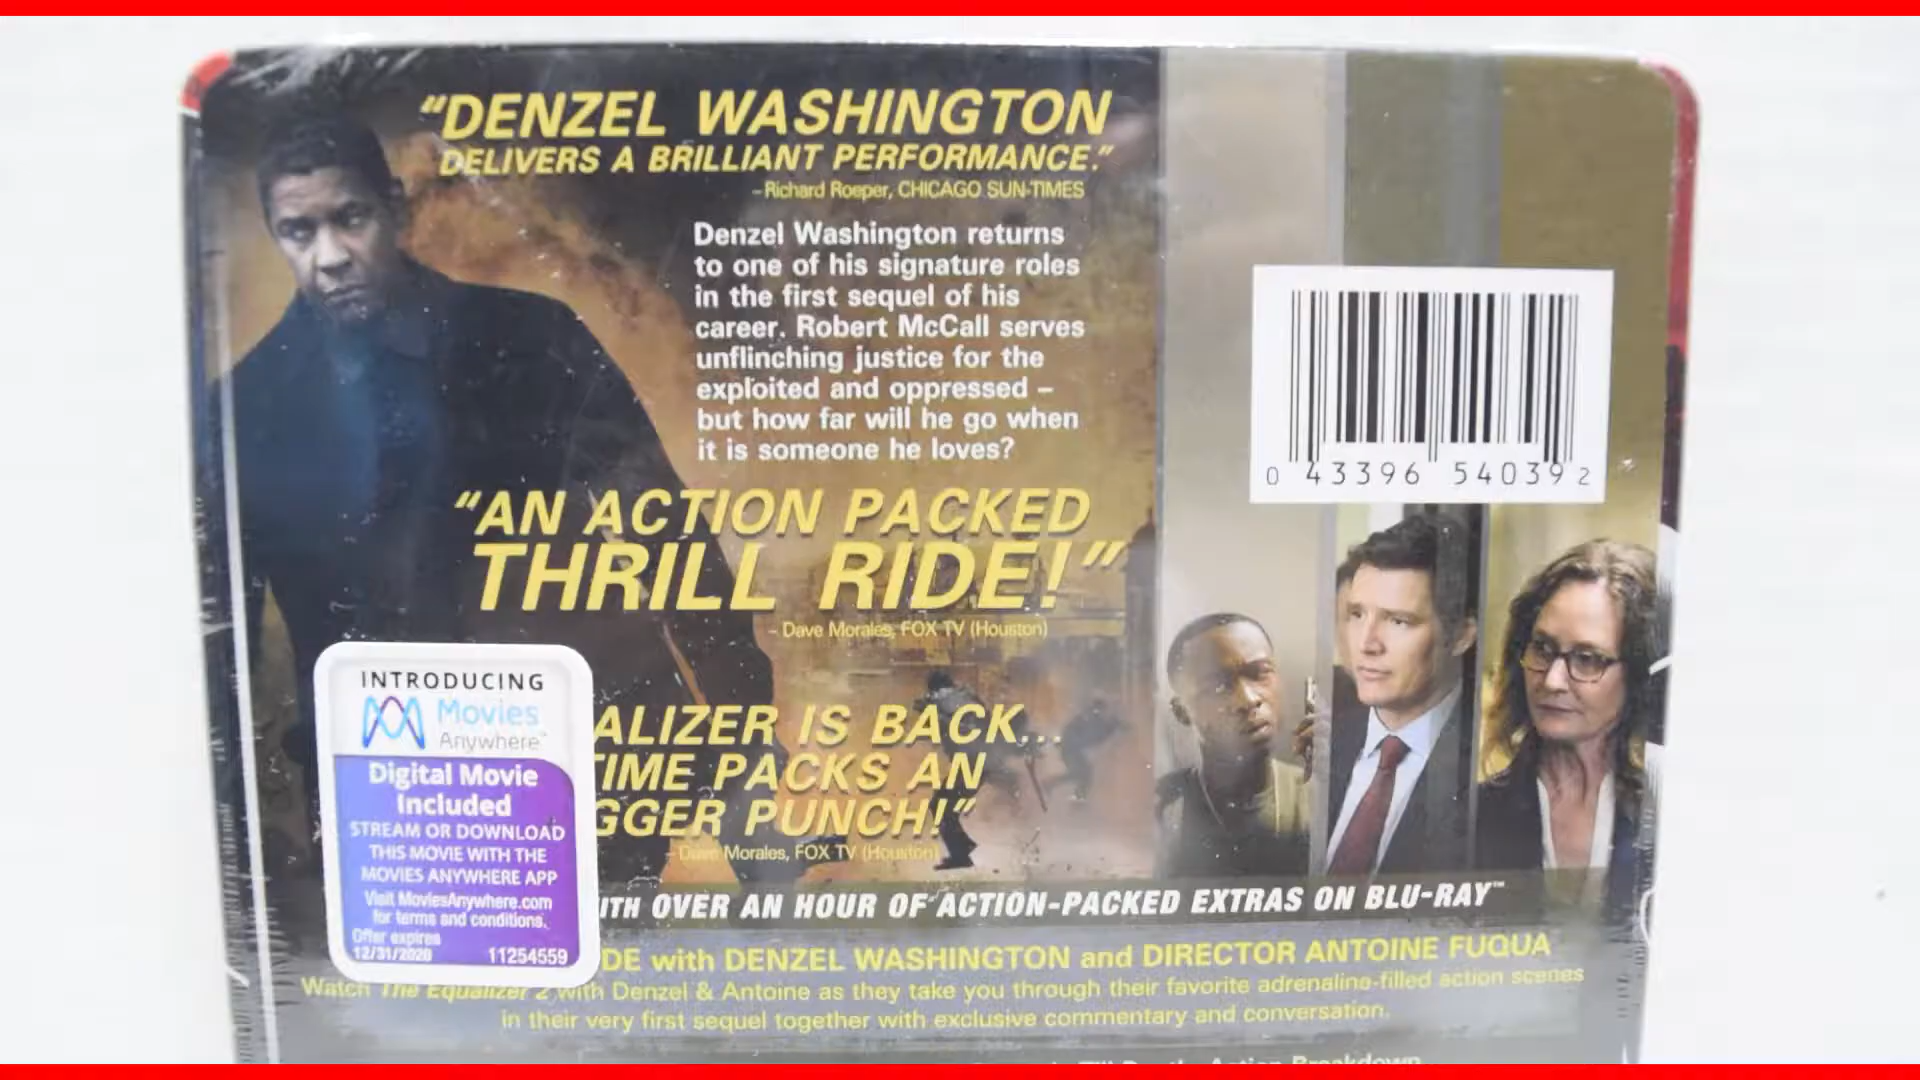 “DENZEL WASHINGTON
DELIVERS A BRILLIANT PERFORMANCE.”
–Richard Roeper, CHICAGO SUN-TIMES
Denzel Washington returns
to one of his signature roles
in the first sequel of his
career. Robert McCall serves
unflinching justice for the
exploited and oppressed –
but how far will he go when
it is someone he loves?
“AN ACTION PACKED
THRILL RIDE!”
– Dave Morales, FOX TV (Houston)
ALIZER IS BACK...
TIME PACKS AN
GGER PUNCH!”
–Dave Morales, FOX TV (Houston)
0 43396 54039 2
INTRODUCING
Movies
Anywhere™
Digital Movie
Included
STREAM OR DOWNLOAD
THIS MOVIE WITH THE
MOVIES ANYWHERE APP
Visit MoviesAnywhere.com
for terms and conditions.
Offer expires
12/31/2020 11254559
ITH OVER AN HOUR OF ACTION-PACKED EXTRAS ON BLU-RAY™
DE with DENZEL WASHINGTON and DIRECTOR ANTOINE FUQUA
Watch The Equalizer 2 with Denzel & Antoine as they take you through their favorite adrenaline-filled action scenes
in their very first sequel together with exclusive commentary and conversation.
Action Breakdown